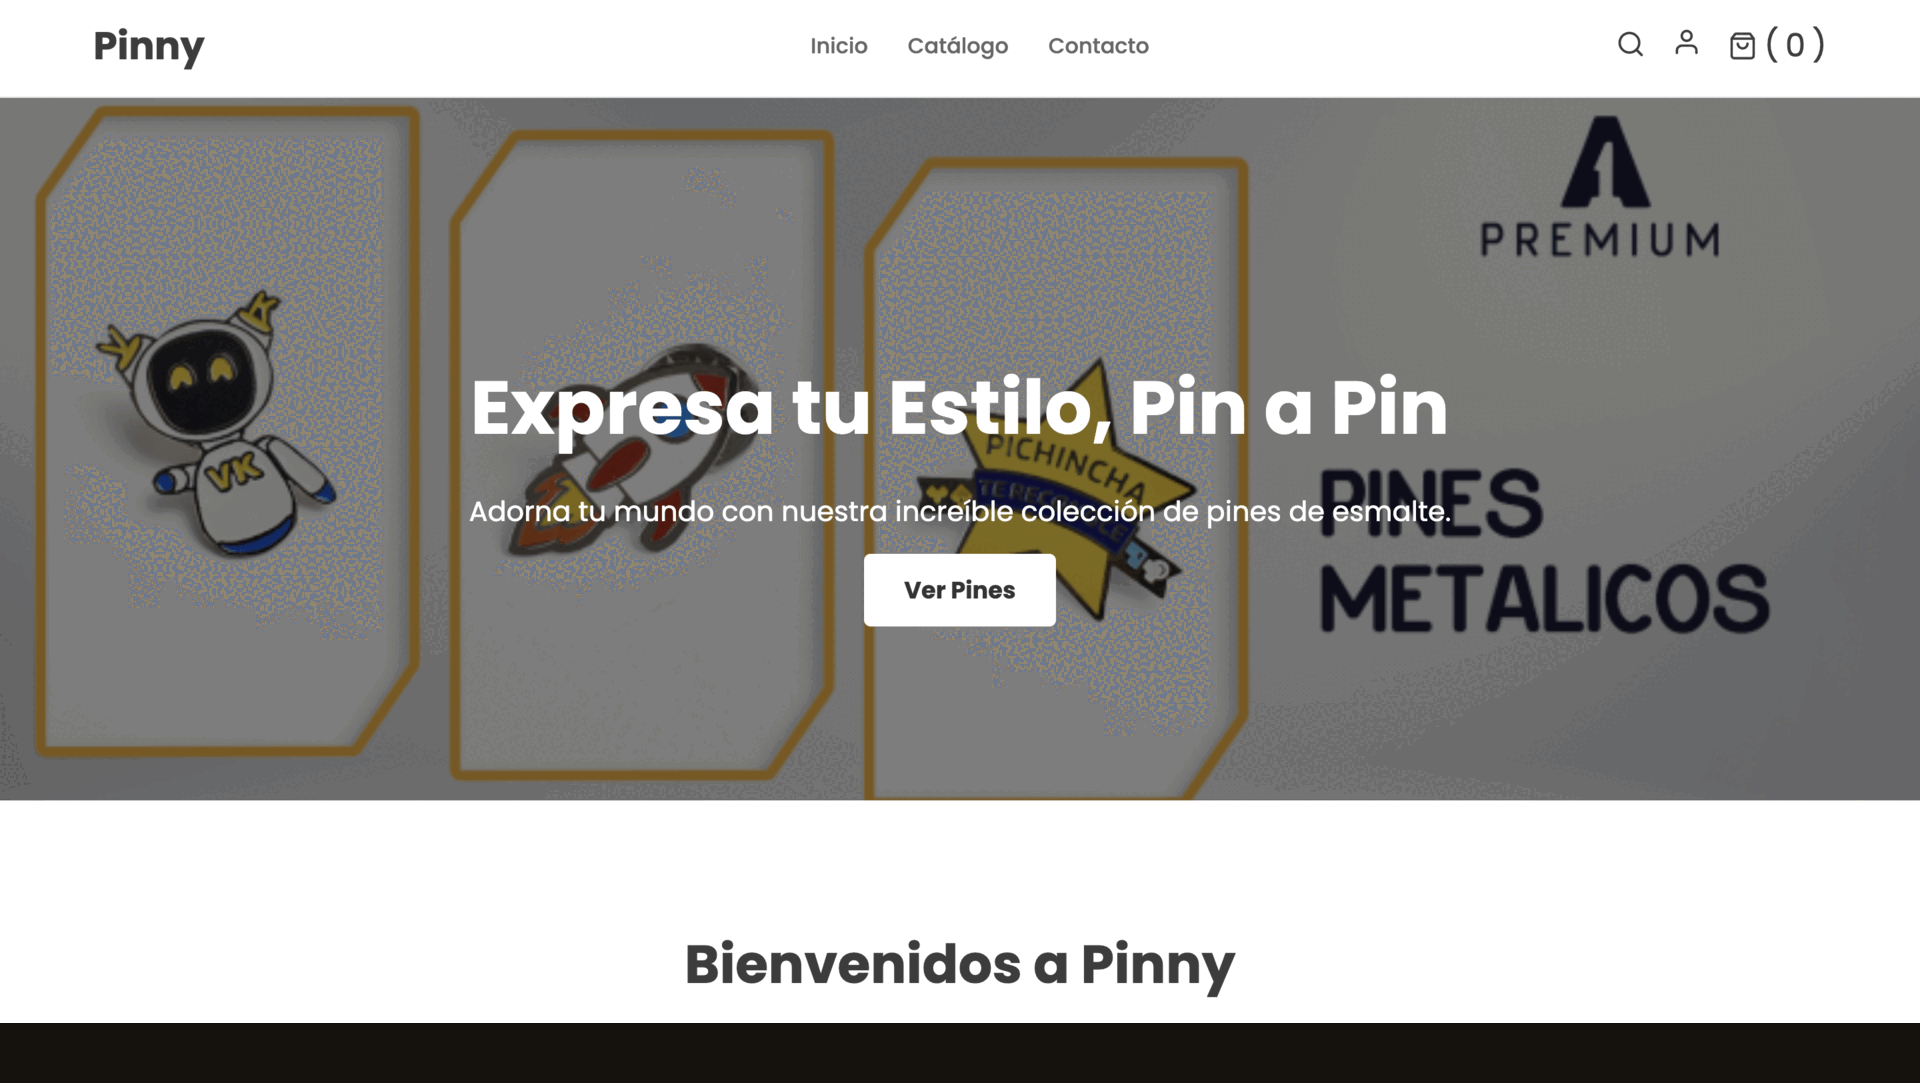 Pinny
Inicio Catálogo Contacto
( 0 )
PREMIUM
VK
Expresa tu Estilo, Pin a Pin
PICHINCHA
PINES
METALICOS
Adorna tu mundo con nuestra increíble colección de pines de esmalte.
Ver Pines
Bienvenidos a Pinny